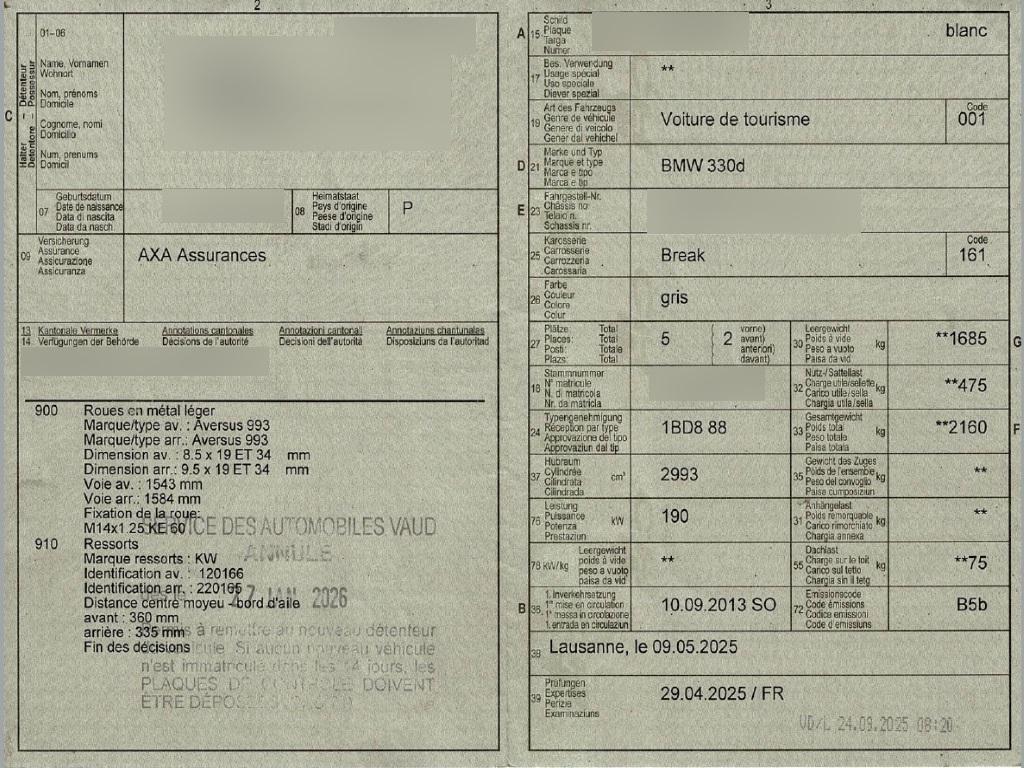 2
01-06
Name, Vornamen
Wohnort
Nom, prénoms
Domicile
Cognome, nomi
Domicilio
Num, prenums
Domicil
C
Halter – Détenteur
Detentore – Possessur
07
Geburtsdatum
Date de naissance
Data di nascita
Data da nasch.
08
Heimatstaat
Pays d'origine
Paese d'origine
Stadi d'origin
P
09
Versicherung
Assurance
Assicurazione
Assicuranza
AXA Assurances
13 Kantonale Vermerke Annotations cantonales Annotazioni cantonali Annotaziuns chantunalas
14 Verfügungen der Behörde Décisions de l'autorité Decisioni dell'autorità Disposiziuns da l'autoritad
900 Roues en métal léger
Marque/type av. : Aversus 993
Marque/type arr.: Aversus 993
Dimension av. : 8.5 x 19 ET 34 mm
Dimension arr.: 9.5 x 19 ET 34 mm
Voie av. : 1543 mm
Voie arr.: 1584 mm
Fixation de la roue:
M14x1 25 KE 60
910 Ressorts
Marque ressorts : KW
Identification av. : 120166
Identification arr. : 220165
Distance centre moyeu -bord d'aile
avant : 360 mm
arrière : 335 mm
Fin des décisions
DES AUTOMOBILES VAUD
ANNULÉ
JAN. 2026
à remettre au nouveau détenteur
Si aucun nouveau véhicule
n'est immatriculé dans les 14 jours, les
PLAQUES DE CONTRÔLE DOIVENT
ÊTRE
3
A 15
Schild
Plaque
Targa
Numer
blanc
17
Bes. Verwendung
Usage spécial
Uso speciale
Diever spezial
**
19
Art des Fahrzeugs
Genre de véhicule
Genere di veicolo
Gener dal vehichel
Voiture de tourisme
Code
001
D 21
Marke und Typ
Marque et type
Marca e tipo
Marca e tip
BMW 330d
E 23
Fahrgestell-Nr.
Châssis no
Telaio n.
Schassis nr.
25
Karosserie
Carrosserie
Carrozzeria
Carossaria
Break
Code
161
26
Farbe
Couleur
Colore
Colur
gris
27
Plätze: Total
Places: Total
Posti: Totale
Plazs: Total
5
2
vorne)
avant)
anteriori)
davant)
30
Leergewicht
Poids à vide
Peso a vuoto
Paisa da vid
kg
**1685
G
18
Stammnummer
N° matricule
N. di matricola
Nr. da matricla
32
Nutz-/Sattellast
Charge utile/sellette
Carico utile/sella
Chargia utila/sella
kg
**475
24
Typengenehmigung
Réception par type
Approvazione del tipo
Approvaziun dal tip
1BD8 88
33
Gesamtgewicht
Poids total
Peso totale
Paisa totala
kg
**2160
F
37
Hubraum
Cylindrée
Cilindrata
Cilindrada
cm³
2993
35
Gewicht des Zuges
Poids de l'ensemble
Peso del convoglio
Paisa composiziun
kg
**
76
Leistung
Puissance
Potenza
Prestaziun
kW
190
31
Anhängelast
Poids remorquable
Carico rimorchiato
Chargia annexa
kg
**
78 kW/kg
Leergewicht
poids à vide
peso a vuoto
paisa da vid
**
55
Dachlast
Charge sur le toit
Carico sul tetto
Chargia sin il tetg
kg
**75
B 36
1. Inverkehrsetzung
1re mise en circulation
1a messa in circolazione
1. entrada en circulaziun
10.09.2013 SO
72
Emissionscode
Code émissions
Codice emissioni
Code d'emissiuns
B5b
38
Lausanne, le 09.05.2025
39
Prüfungen
Expertises
Perizie
Examinaziuns
29.04.2025 / FR
VD/L 24.09.2025 08:20